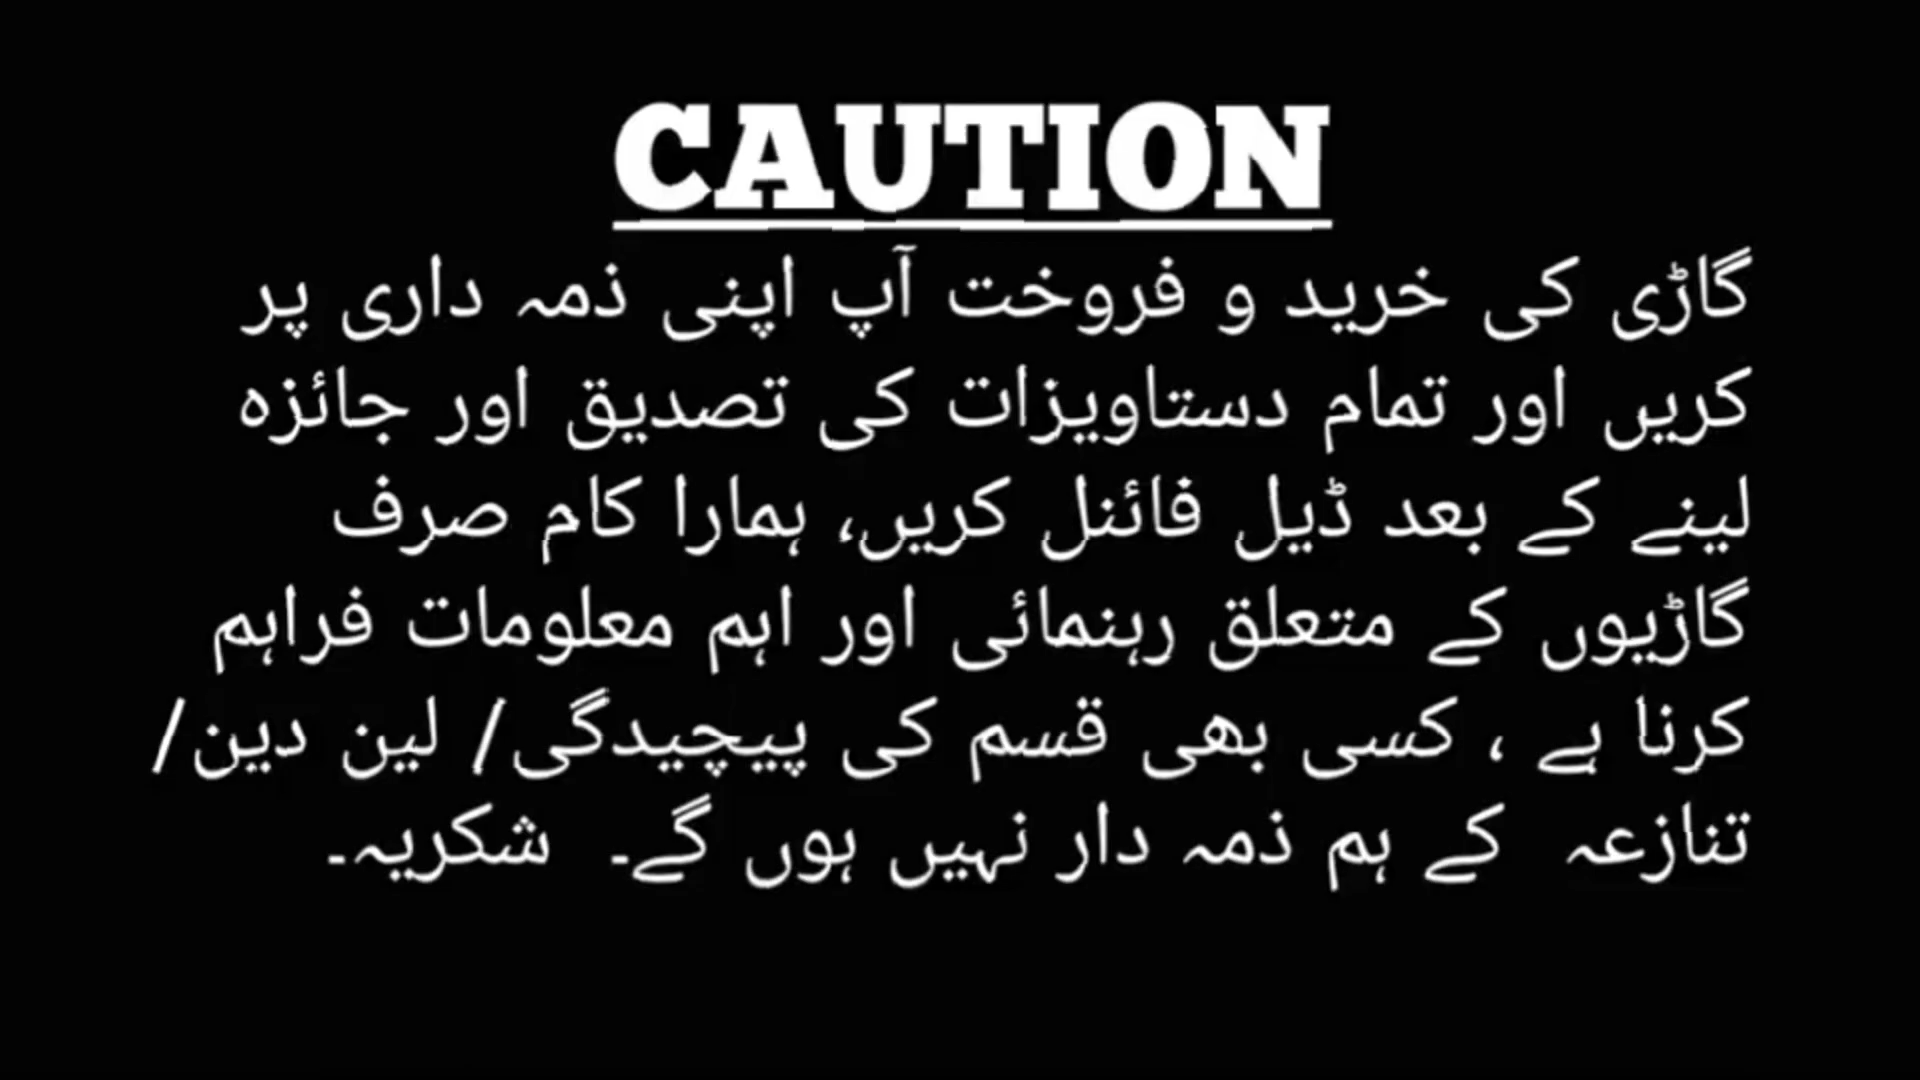 CAUTION
گاڑی کی خرید و فروخت آپ اپنی ذمہ داری پر
کریں اور تمام دستاویزات کی تصدیق اور جائزہ
لینے کے بعد ڈیل فائنل کریں، ہمارا کام صرف
گاڑیوں کے متعلق رہنمائی اور اہم معلومات فراہم
کرنا ہے ، کسی بھی قسم کی پیچیدگی/ لین دین/
تنازعہ کے ہم ذمہ دار نہیں ہوں گے۔ شکریہ۔